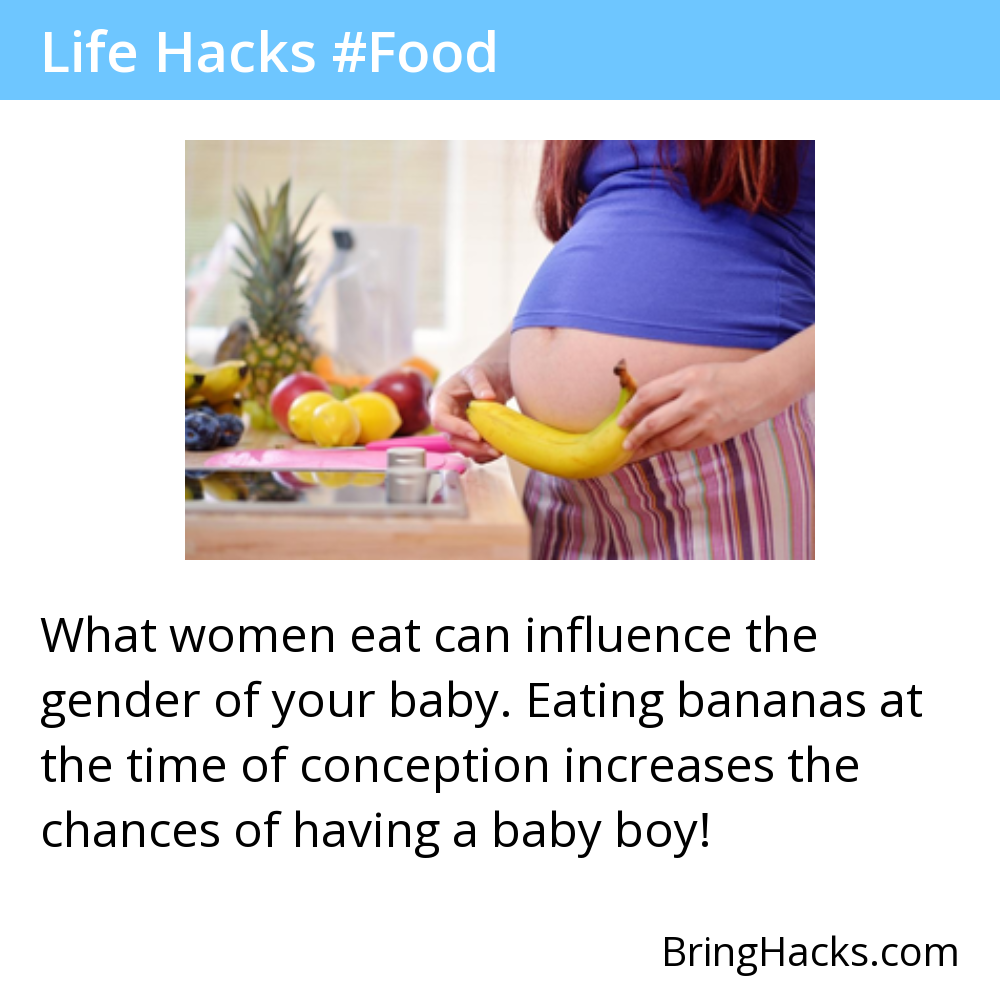 Life Hacks #Food
What women eat can influence the
gender of your baby. Eating bananas at
the time of conception increases the
chances of having a baby boy!
BringHacks.com